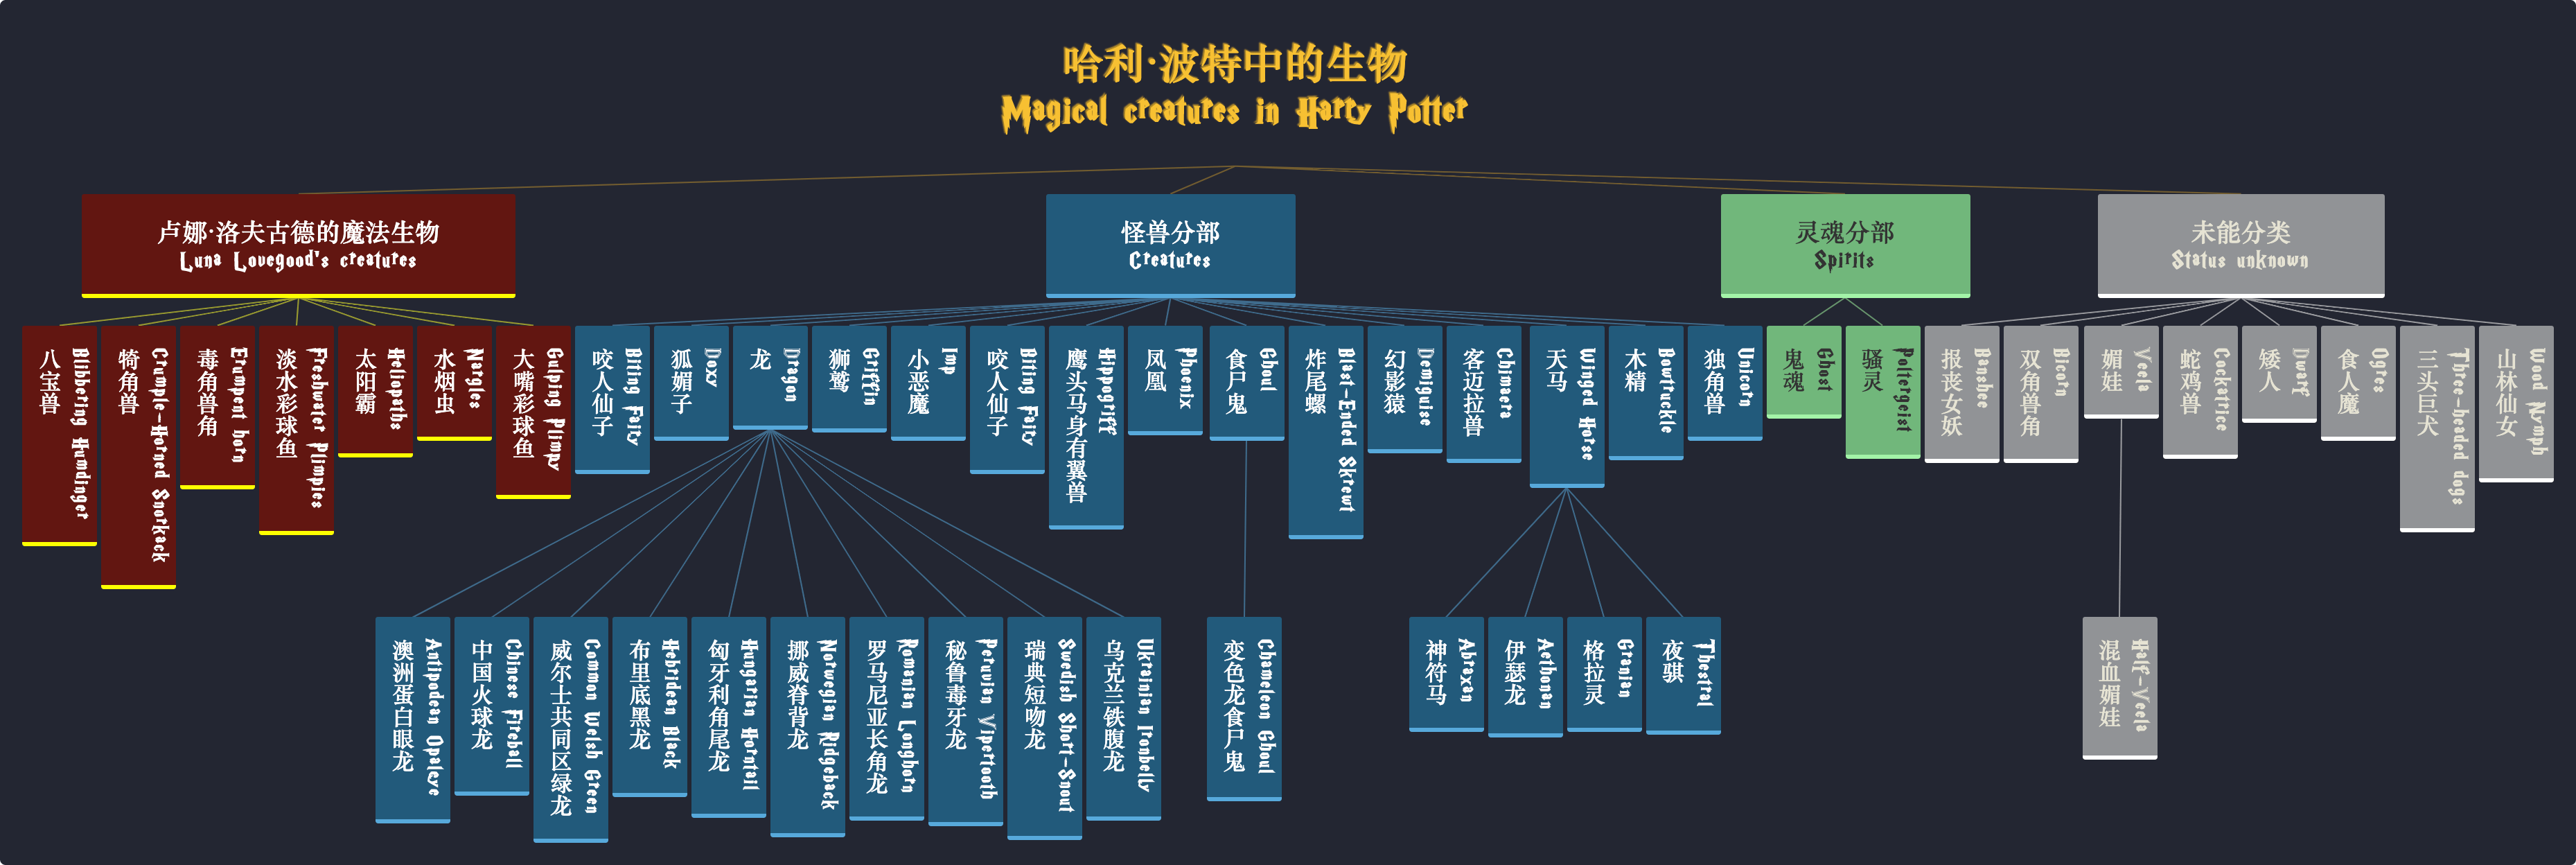 哈利·波特中的生物
Magical creatures in Harry Potter
卢娜·洛夫古德的魔法生物
Luna Lovegood's creatures
怪兽分部
Creatures
灵魂分部
Spirits
未能分类
Status unknown
八宝兽
Blibbering Humdinger
犄角兽
Crumple-Horned Snorkack
毒角兽角
Erumpent horn
淡水彩球鱼
Freshwater Plimpies
太阳霸
Heliopaths
水烟虫
Nargles
大嘴彩球鱼
Gulping Plimpy
咬人仙子
Biting Fairy
狐媚子
Doxy
龙
Dragon
狮鹫
Griffin
小恶魔
Imp
咬人仙子
Biting Fairy
鹰头马身有翼兽
Hippogriff
凤凰
Phoenix
食尸鬼
Ghoul
炸尾螺
Blast-Ended Skrewt
幻影猿
Demiguise
客迈拉兽
Chimaera
天马
Winged Horse
木精
Bowtruckle
独角兽
Unicorn
鬼魂
Ghost
骚灵
Poltergeist
报丧女妖
Banshee
双角兽角
Bicorn
媚娃
Veela
蛇鸡兽
Cockatrice
矮人
Dwarf
食人魔
Ogres
三头巨犬
Three-headed dogs
山林仙女
Wood Nymph
澳洲蛋白眼龙
Antipodean Opaleye
中国火球龙
Chinese Fireball
威尔士共同区绿龙
Common Welsh Green
布里底黑龙
Hebridean Black
匈牙利角尾龙
Hungarian Horntail
挪威脊背龙
Norwegian Ridgeback
罗马尼亚长角龙
Romanian Longhorn
秘鲁毒牙龙
Peruvian Vipertooth
瑞典短吻龙
Swedish Short-Snout
乌克兰铁腹龙
Ukrainian Ironbelly
变色龙食尸鬼
Chameleon Ghoul
神符马
Abraxan
伊瑟龙
Aethonan
格拉灵
Granian
夜骐
Thestral
混血媚娃
Half-Veela